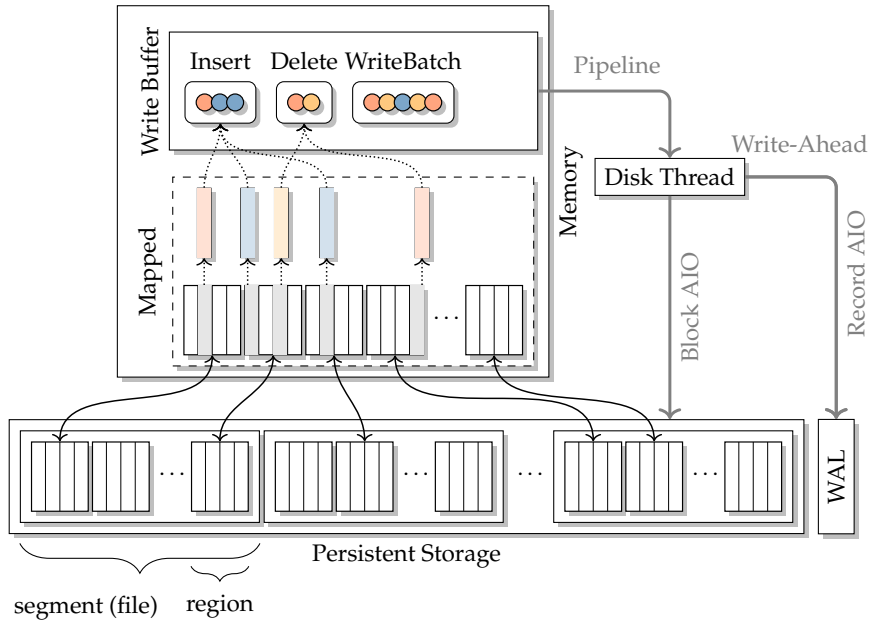 Insert Delete WriteBatch
Write Buffer
Pipeline
Write-Ahead
Memory
Disk Thread
Mapped
...
Block AIO
Record AIO
... ... ... ...
WAL
Persistent Storage
segment (file) region